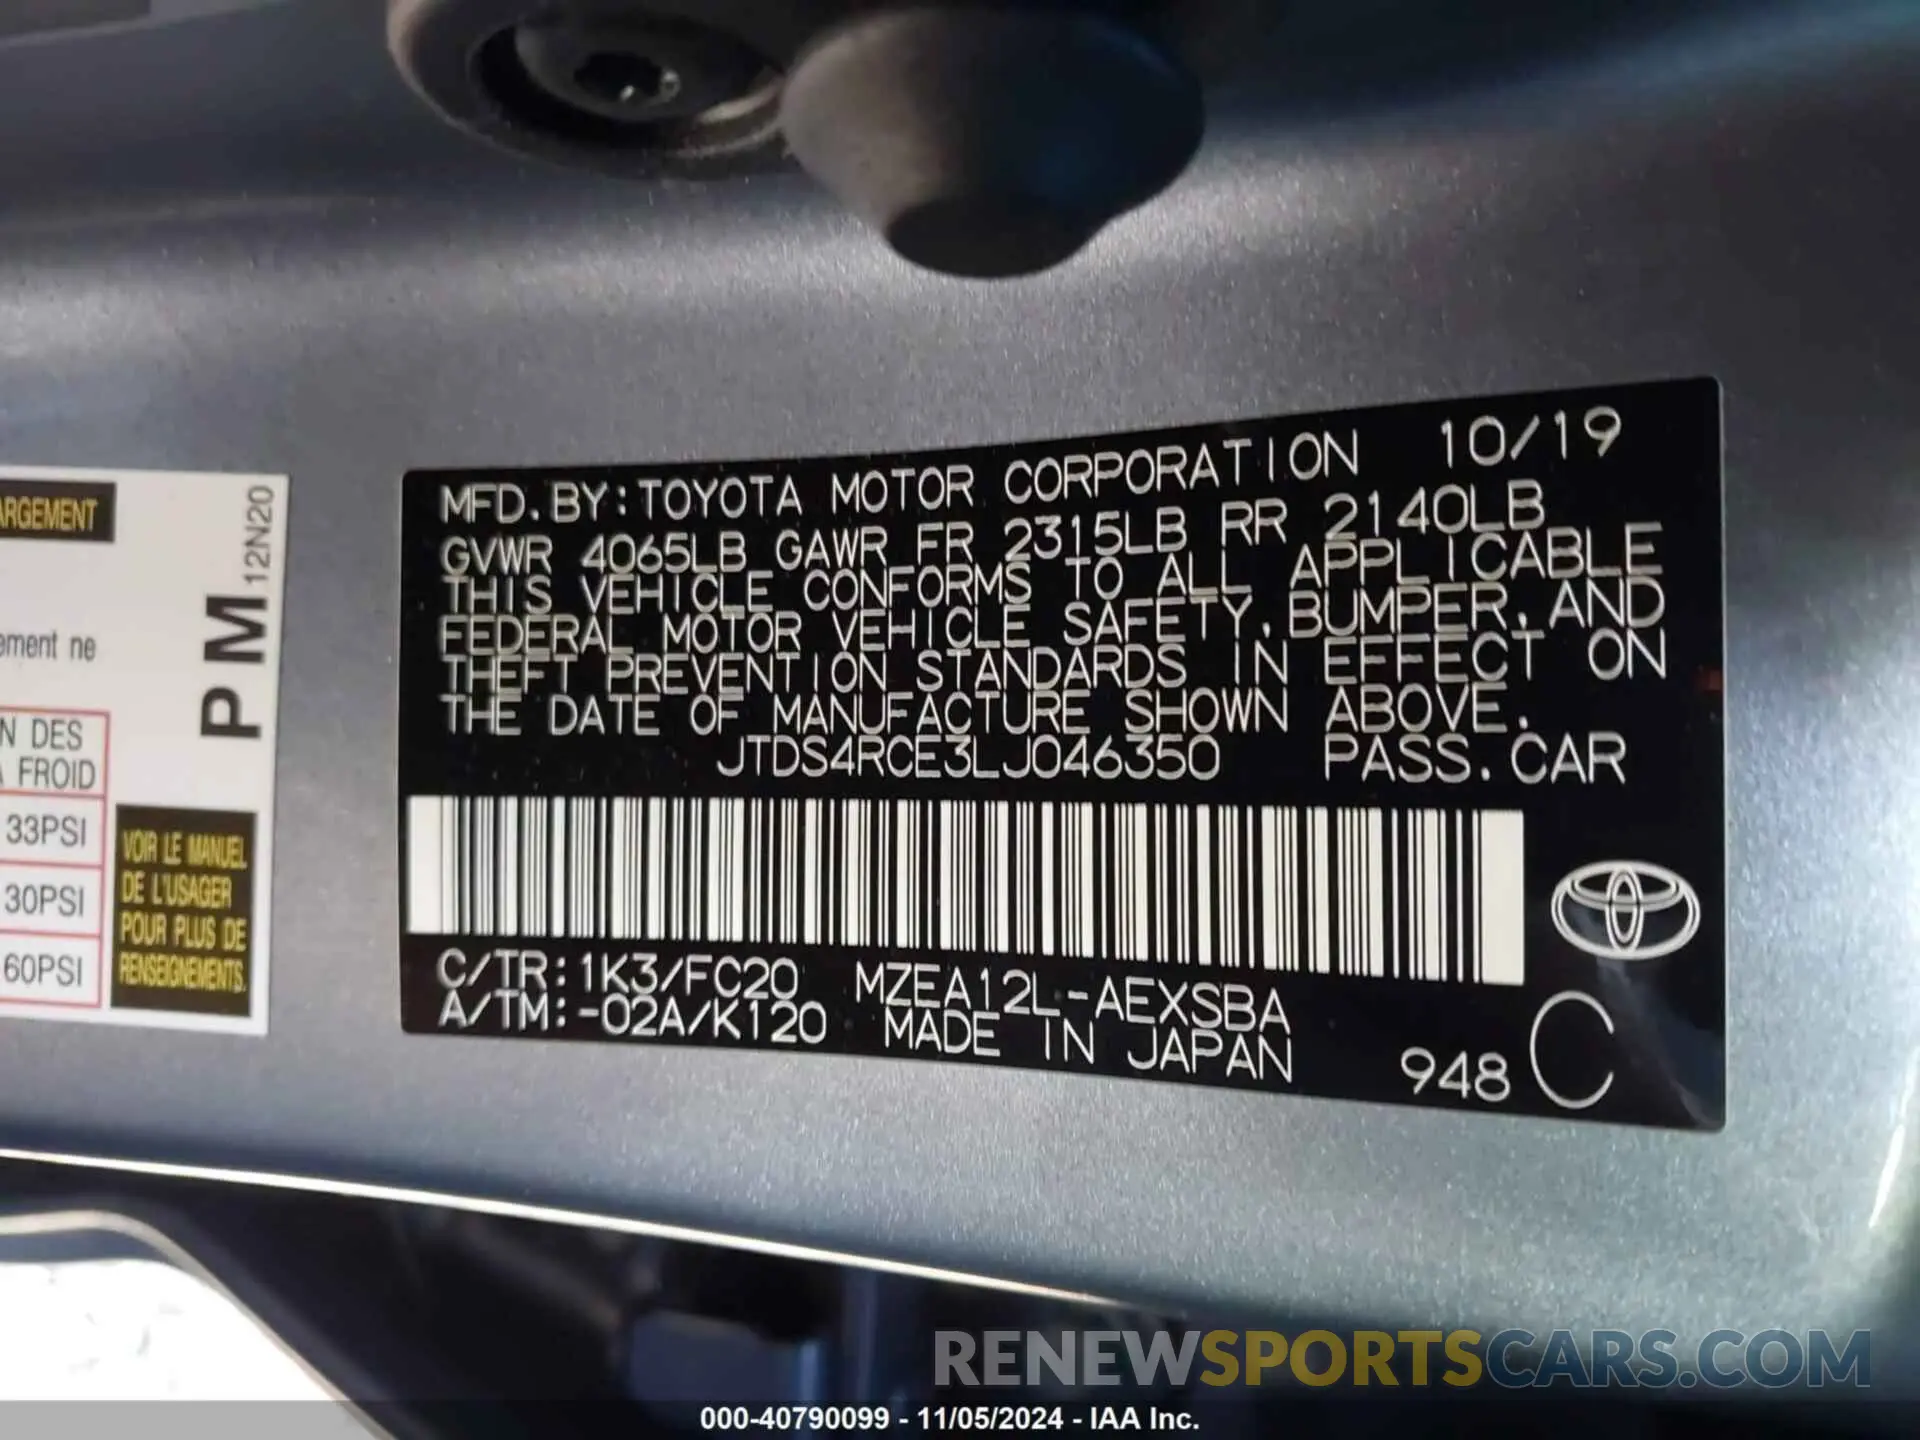 ARGEMENT
12N20
PM
ement ne
N DES
A FROID
33PSI
30PSI
60PSI
VOIR LE MANUEL
DE L'USAGER
POUR PLUS DE
RENSEIGNEMENTS.
MFD. BY:TOYOTA MOTOR CORPORATION 10/19
GVWR 4065LB GAWR FR 2315LB RR 2140LB
THIS VEHICLE CONFORMS TO ALL APPLICABLE
FEDERAL MOTOR VEHICLE SAFETY, BUMPER, AND
THEFT PREVENTION STANDARDS IN EFFECT ON
THE DATE OF MANUFACTURE SHOWN ABOVE.
JTDS4RCE3LJ046350 PASS. CAR
C/TR:1K3/FC20 MZEA12L-AEXSBA
A/TM:-02A/K120 MADE IN JAPAN
948 C
RENEWSPORTSCARS.COM
000-40790099 - 11/05/2024 - IAA Inc.